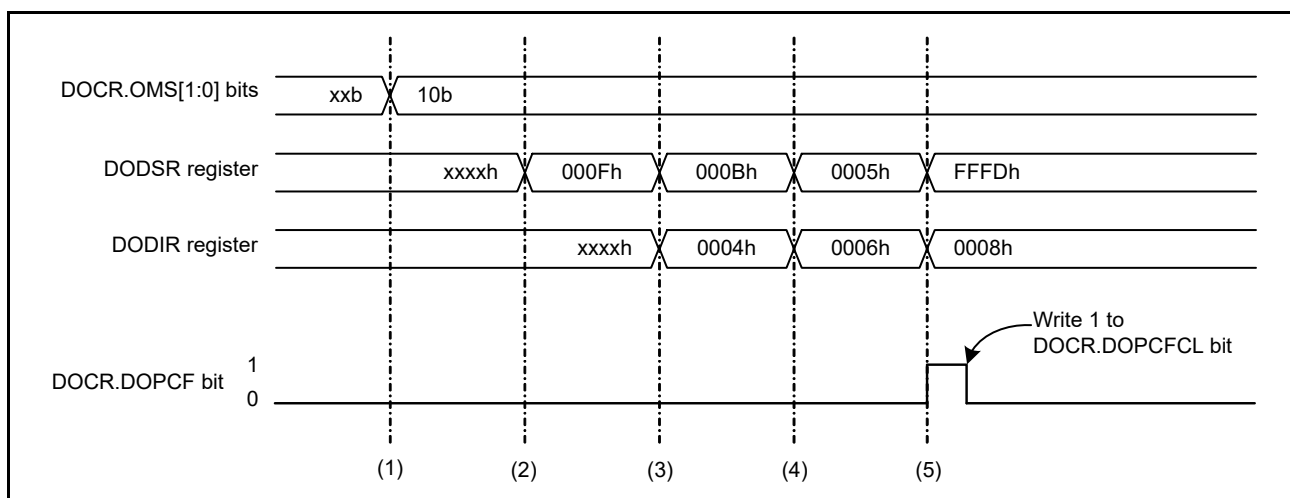 DOCR.OMS[1:0] bits xxb 10b
DODSR register xxxxh 000Fh 000Bh 0005h FFFDh
DODIR register xxxxh 0004h 0006h 0008h
Write 1 to
DOCR.DOPCFCL bit
DOCR.DOPCF bit 1
0
(1) (2) (3) (4) (5)